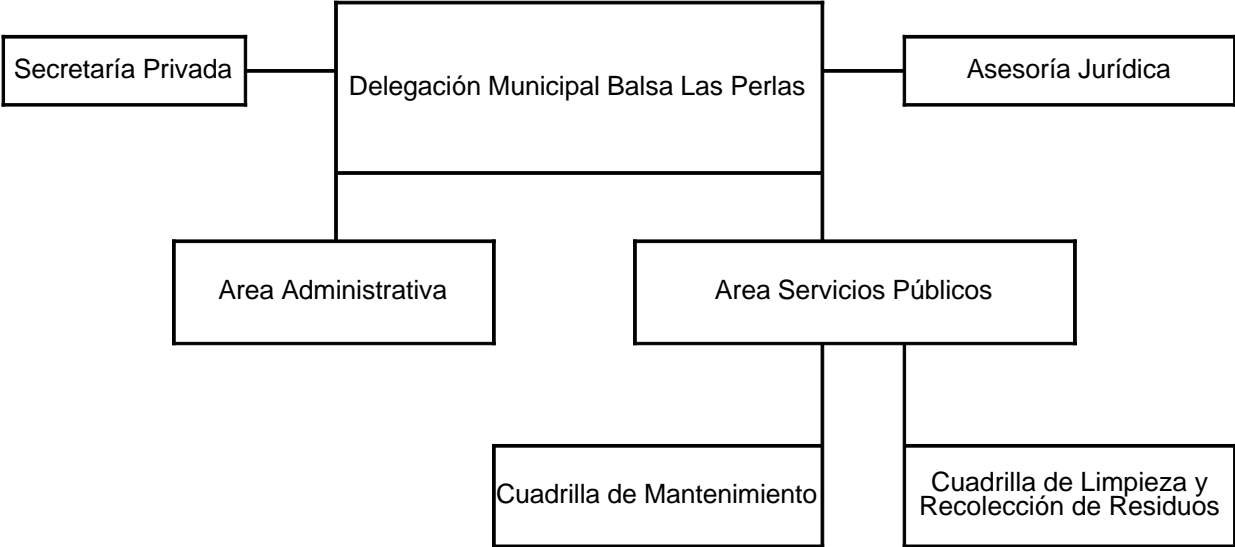 Secretaría Privada
Delegación Municipal Balsa Las Perlas
Asesoría Jurídica
Area Administrativa
Area Servicios Públicos
Cuadrilla de Mantenimiento
Cuadrilla de Limpieza y
Recolección de Residuos